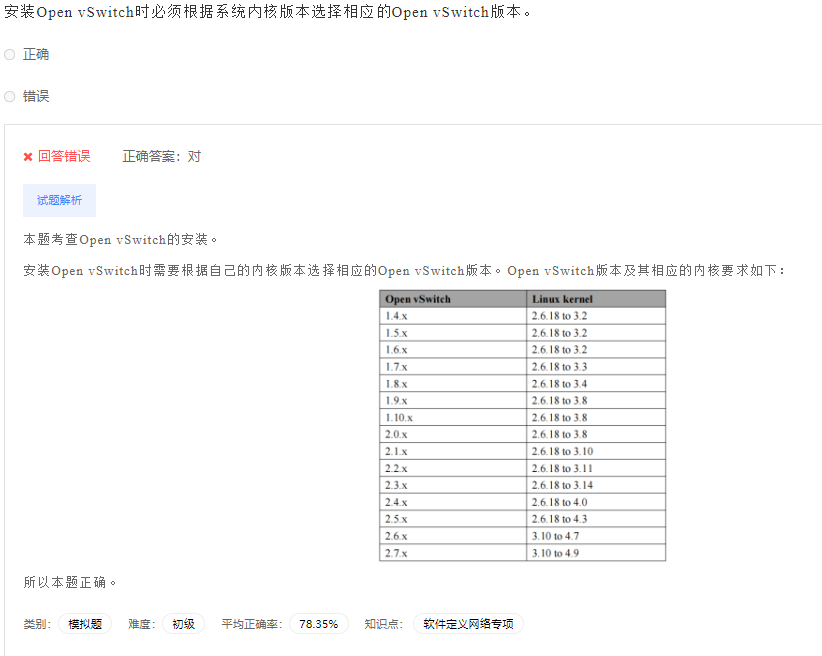 安装Open vSwitch时必须根据系统内核版本选择相应的Open vSwitch版本。
正确
错误
回答错误 正确答案：对
试题解析
本题考查Open vSwitch的安装。
安装Open vSwitch时需要根据自己的内核版本选择相应的Open vSwitch版本。Open vSwitch版本及其相应的内核要求如下：
Open vSwitch Linux kernel
1.4.x 2.6.18 to 3.2
1.5.x 2.6.18 to 3.2
1.6.x 2.6.18 to 3.2
1.7.x 2.6.18 to 3.3
1.8.x 2.6.18 to 3.4
1.9.x 2.6.18 to 3.8
1.10.x 2.6.18 to 3.8
2.0.x 2.6.18 to 3.8
2.1.x 2.6.18 to 3.10
2.2.x 2.6.18 to 3.11
2.3.x 2.6.18 to 3.14
2.4.x 2.6.18 to 4.0
2.5.x 2.6.18 to 4.3
2.6.x 3.10 to 4.7
2.7.x 3.10 to 4.9
所以本题正确。
类别： 模拟题 难度： 初级 平均正确率： 78.35% 知识点： 软件定义网络专项